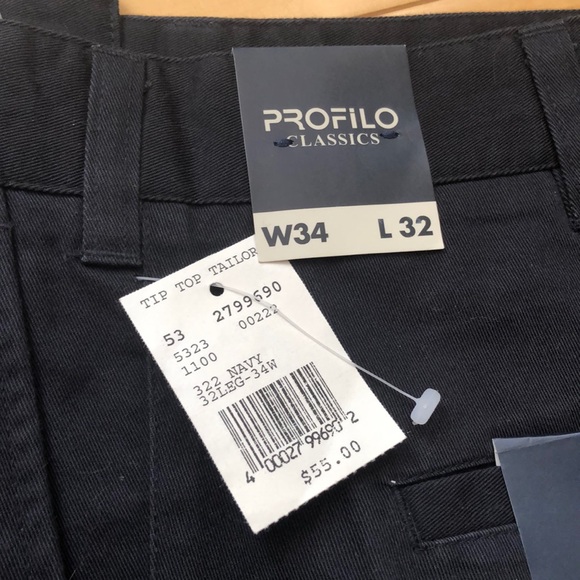 PROFILO
CLASSICS
W34 L 32
TIP TOP TAILOR
53 2799690
5323 00222
1100
322 NAVY
32LEG-34W
4 00027 99690 2
$55.00